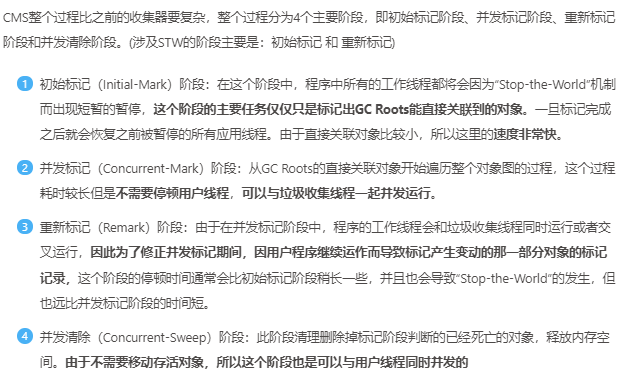 CMS整个过程比之前的收集器要复杂，整个过程分为4个主要阶段，即初始标记阶段、并发标记阶段、重新标记
阶段和并发清除阶段。(涉及STW的阶段主要是：初始标记 和 重新标记)
1 初始标记（Initial-Mark）阶段：在这个阶段中，程序中所有的工作线程都将会因为“Stop-the-World”机制
而出现短暂的暂停，这个阶段的主要任务仅仅只是标记出GC Roots能直接关联到的对象。一旦标记完成
之后就会恢复之前被暂停的所有应用线程。由于直接关联对象比较小，所以这里的速度非常快。
2 并发标记（Concurrent-Mark）阶段：从GC Roots的直接关联对象开始遍历整个对象图的过程，这个过程
耗时较长但是不需要停顿用户线程，可以与垃圾收集线程一起并发运行。
3 重新标记（Remark）阶段：由于在并发标记阶段中，程序的工作线程会和垃圾收集线程同时运行或者交
叉运行，因此为了修正并发标记期间，因用户程序继续运作而导致标记产生变动的那一部分对象的标记
记录，这个阶段的停顿时间通常会比初始标记阶段稍长一些，并且也会导致“Stop-the-World”的发生，但
也远比并发标记阶段的时间短。
4 并发清除（Concurrent-Sweep）阶段：此阶段清理删除掉标记阶段判断的已经死亡的对象，释放内存空
间。由于不需要移动存活对象，所以这个阶段也是可以与用户线程同时并发的